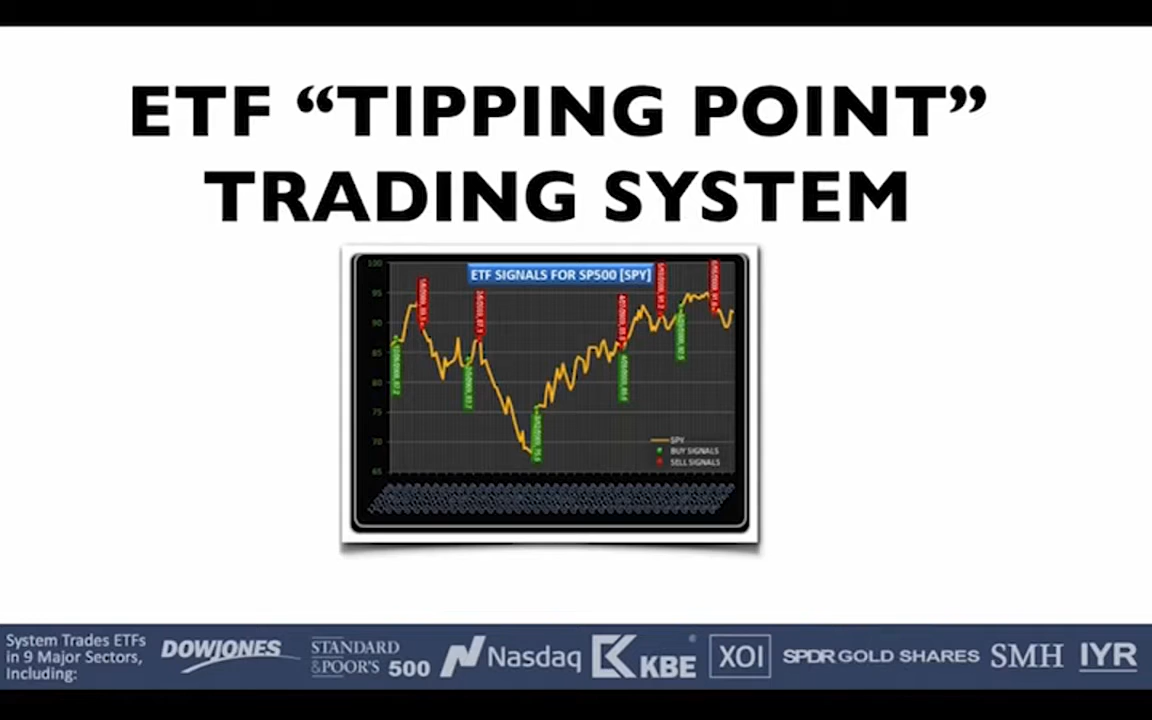 ETF “TIPPING POINT”
TRADING SYSTEM
ETF SIGNALS FOR SP500 [SPY]
100
95
90
85
80
75
70
65
SPY
BUY SIGNALS
SELL SIGNALS
System Trades ETFs
in 9 Major Sectors,
Including:
DOWJONES
STANDARD
&POOR'S 500
Nasdaq
KBE ®
XOI
SPDR GOLD SHARES
SMH
IYR